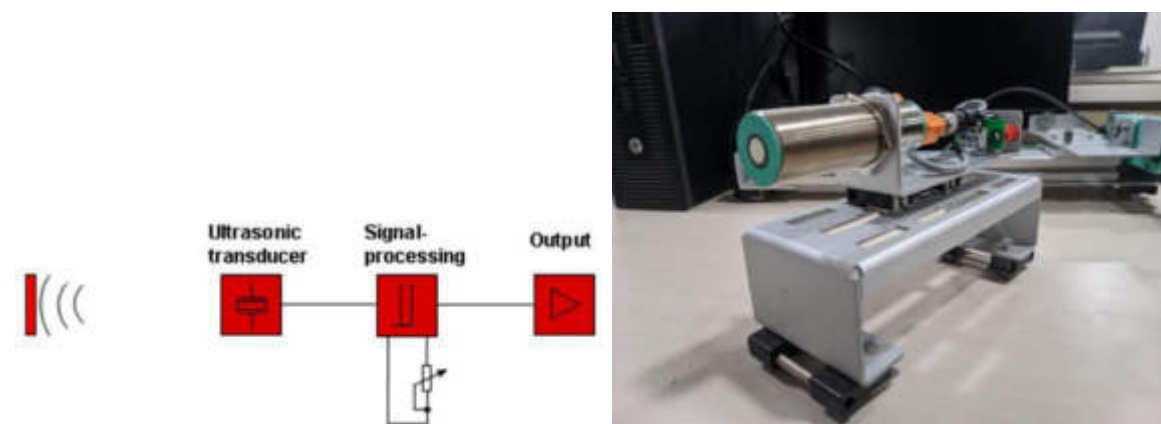 Ultrasonic
transducer
Signal-
processing
Output